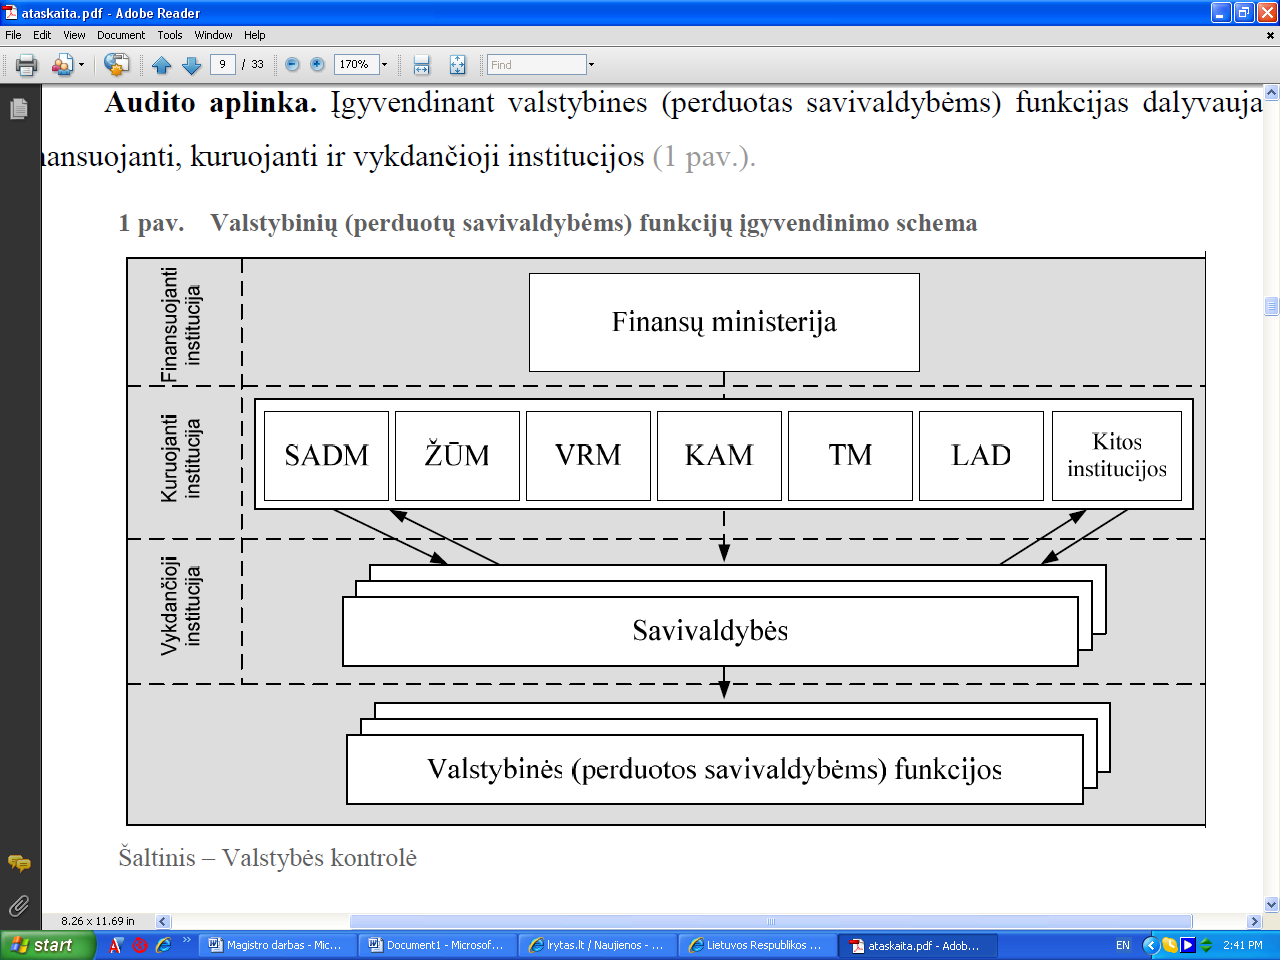 ataskaita.pdf - Adobe Reader
File Edit View Document Tools Window Help
9 / 33 170% Find
Audito aplinka. Įgyvendinant valstybines (perduotas savivaldybėms) funkcijas dalyvauja
nansuojanti, kuruojanti ir vykdančioji institucijos (1 pav.).
1 pav. Valstybinių (perduotų savivaldybėms) funkcijų įgyvendinimo schema
Finansuojanti
institucija
Finansų ministerija
Kuruojanti
institucija
SADM ŽŪM VRM KAM TM LAD Kitos
institucijos
Vykdančioji
institucija
Savivaldybės
Valstybinės (perduotos savivaldybėms) funkcijos
Šaltinis – Valstybės kontrolė
8.26 x 11.69 in
start Magistro darbas - Mic... Document1 - Microsof... lrytas.lt / Naujienos - ... Lietuvos Respublikos ... ataskaita.pdf - Adob... EN 2:41 PM